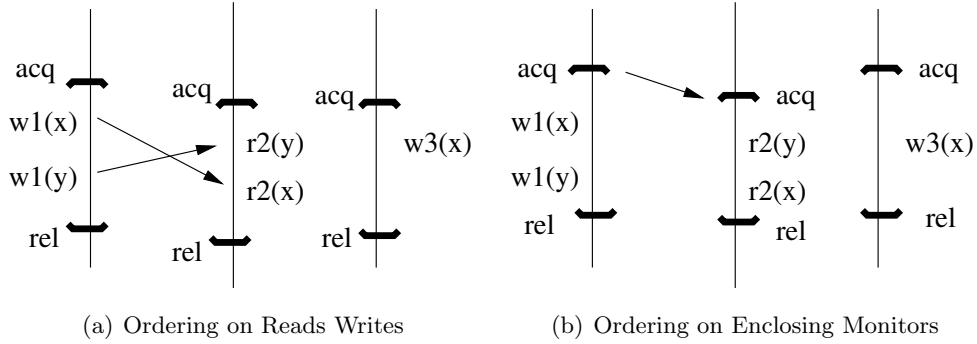 acq
w1(x)
w1(y)
rel
acq
r2(y)
r2(x)
rel
acq
w3(x)
rel
(a) Ordering on Reads Writes
acq
w1(x)
w1(y)
rel
acq
r2(y)
r2(x)
rel
acq
w3(x)
rel
(b) Ordering on Enclosing Monitors